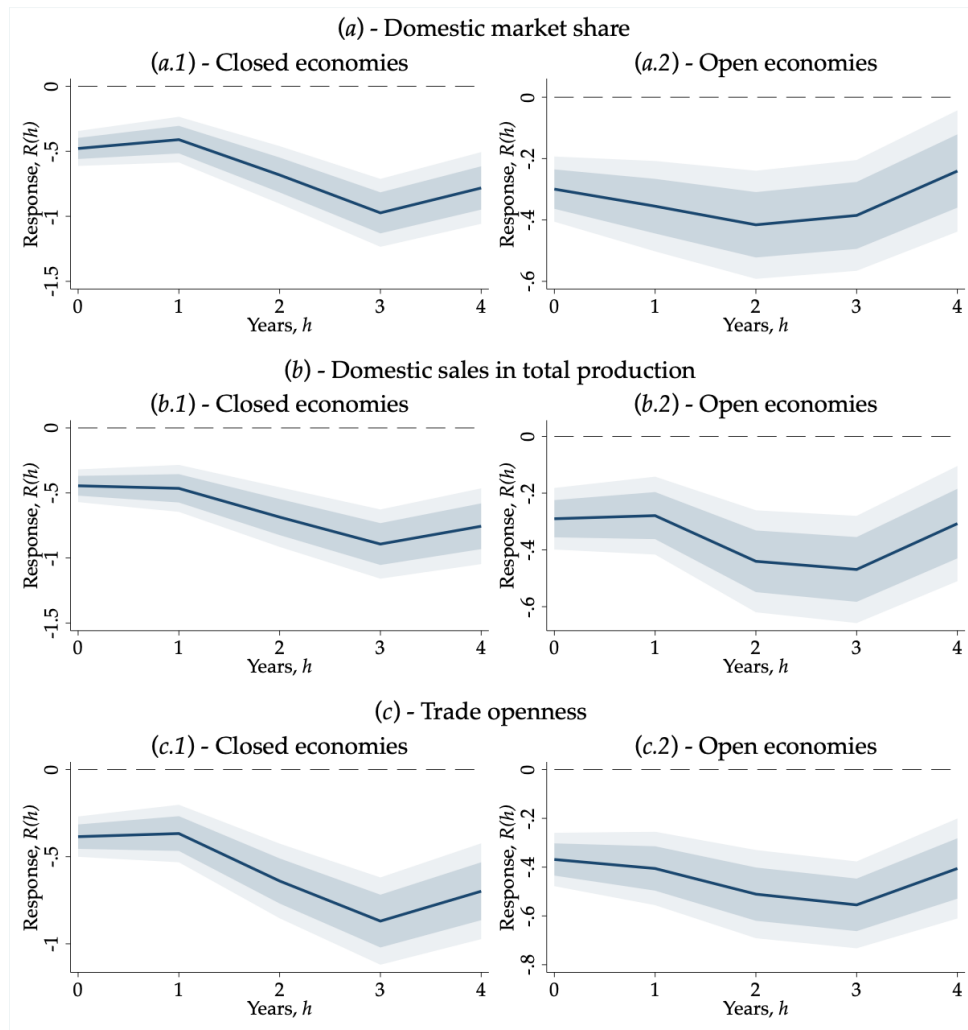 (a) - Domestic market share
(a.1) - Closed economies
Response, R(h)
0
-.5
-1
-1.5
0 1 2 3 4
Years, h
(a.2) - Open economies
Response, R(h)
0
-.2
-.4
-.6
0 1 2 3 4
Years, h
(b) - Domestic sales in total production
(b.1) - Closed economies
Response, R(h)
0
-.5
-1
-1.5
0 1 2 3 4
Years, h
(b.2) - Open economies
Response, R(h)
0
-.2
-.4
-.6
0 1 2 3 4
Years, h
(c) - Trade openness
(c.1) - Closed economies
Response, R(h)
0
-.5
-1
0 1 2 3 4
Years, h
(c.2) - Open economies
Response, R(h)
0
-.2
-.4
-.6
-.8
0 1 2 3 4
Years, h